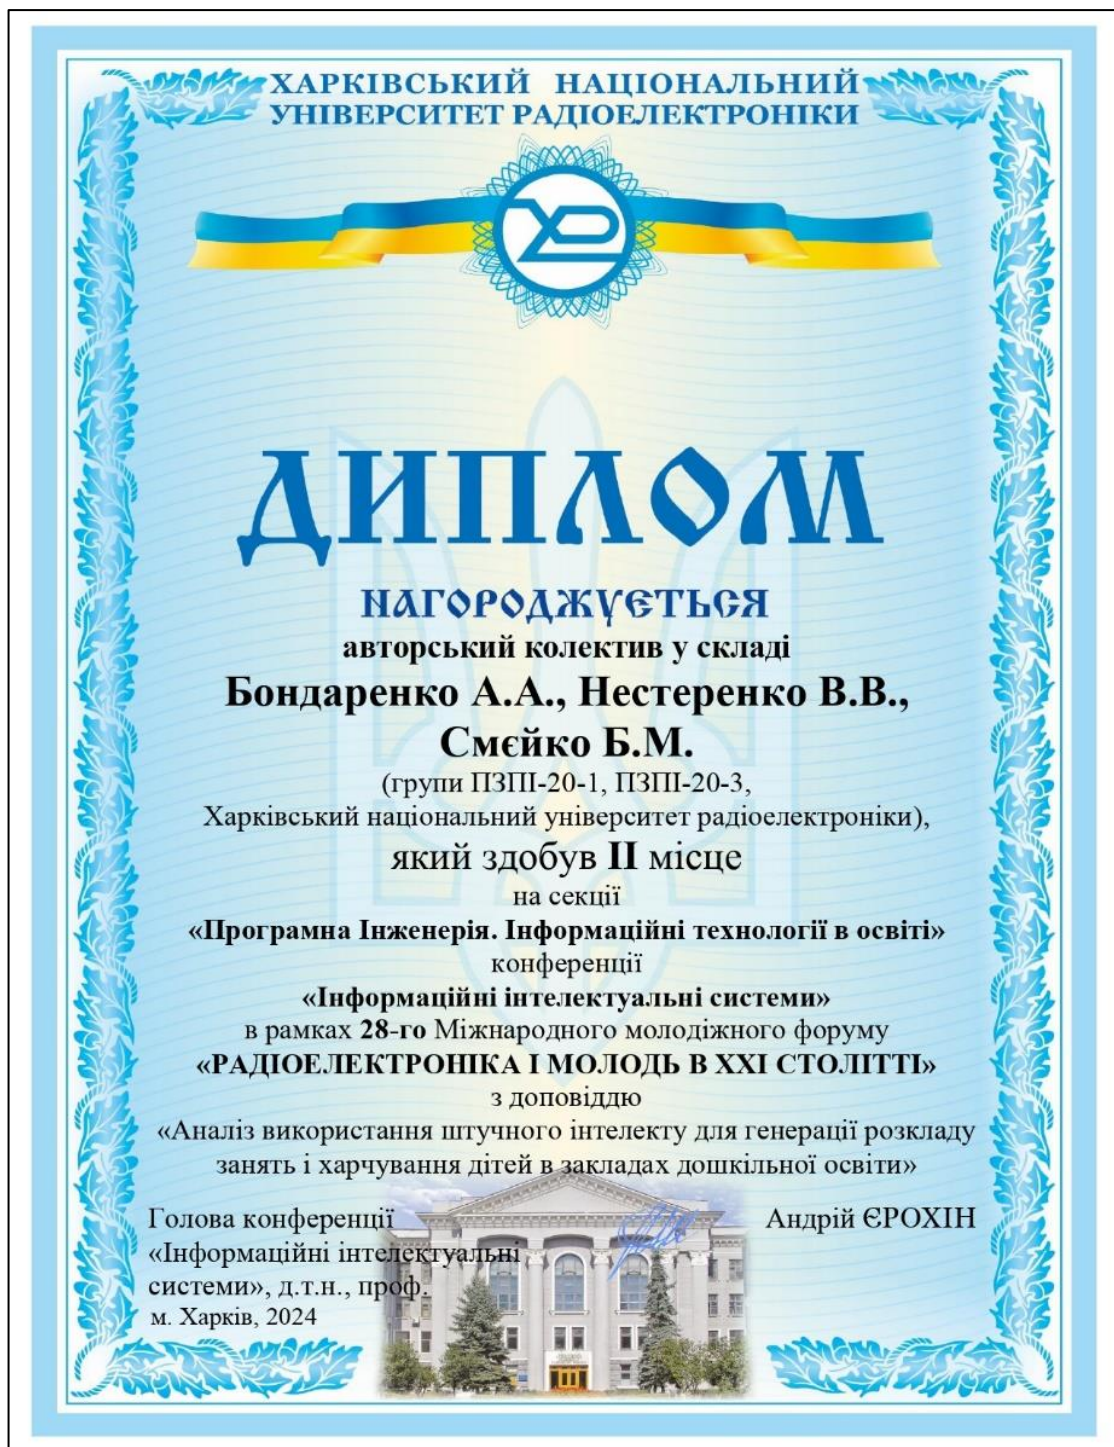 ХАРКІВСЬКИЙ НАЦІОНАЛЬНИЙ
УНІВЕРСИТЕТ РАДІОЕЛЕКТРОНІКИ
ДИПЛОМ
НАГОРОДЖУЄТЬСЯ
авторський колектив у складі
Бондаренко А.А., Нестеренко В.В.,
Смєйко Б.М.
(групи ПЗПІ-20-1, ПЗПІ-20-3,
Харківський національний університет радіоелектроніки),
який здобув II місце
на секції
«Програмна Інженерія. Інформаційні технології в освіті»
конференції
«Інформаційні інтелектуальні системи»
в рамках 28-го Міжнародного молодіжного форуму
«РАДІОЕЛЕКТРОНІКА І МОЛОДЬ В XXI СТОЛІТТІ»
з доповіддю
«Аналіз використання штучного інтелекту для генерації розкладу
занять і харчування дітей в закладах дошкільної освіти»
Голова конференції Андрій ЄРОХІН
«Інформаційні інтелектуальні
системи», д.т.н., проф.
м. Харків, 2024